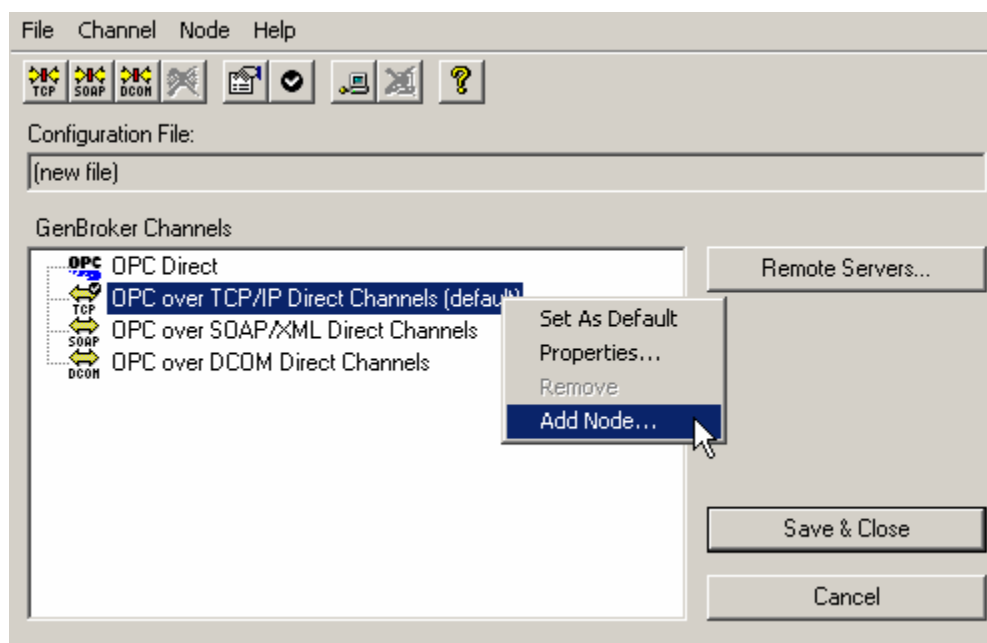 File Channel Node Help
TCP SOAP DCOM
Configuration File:
(new file)
GenBroker Channels
OPC OPC Direct
Remote Servers...
TCP OPC over TCP/IP Direct Channels (default)
Set As Default
SOAP OPC over SOAP/XML Direct Channels
Properties...
DCOM OPC over DCOM Direct Channels
Remove
Add Node...
Save & Close
Cancel